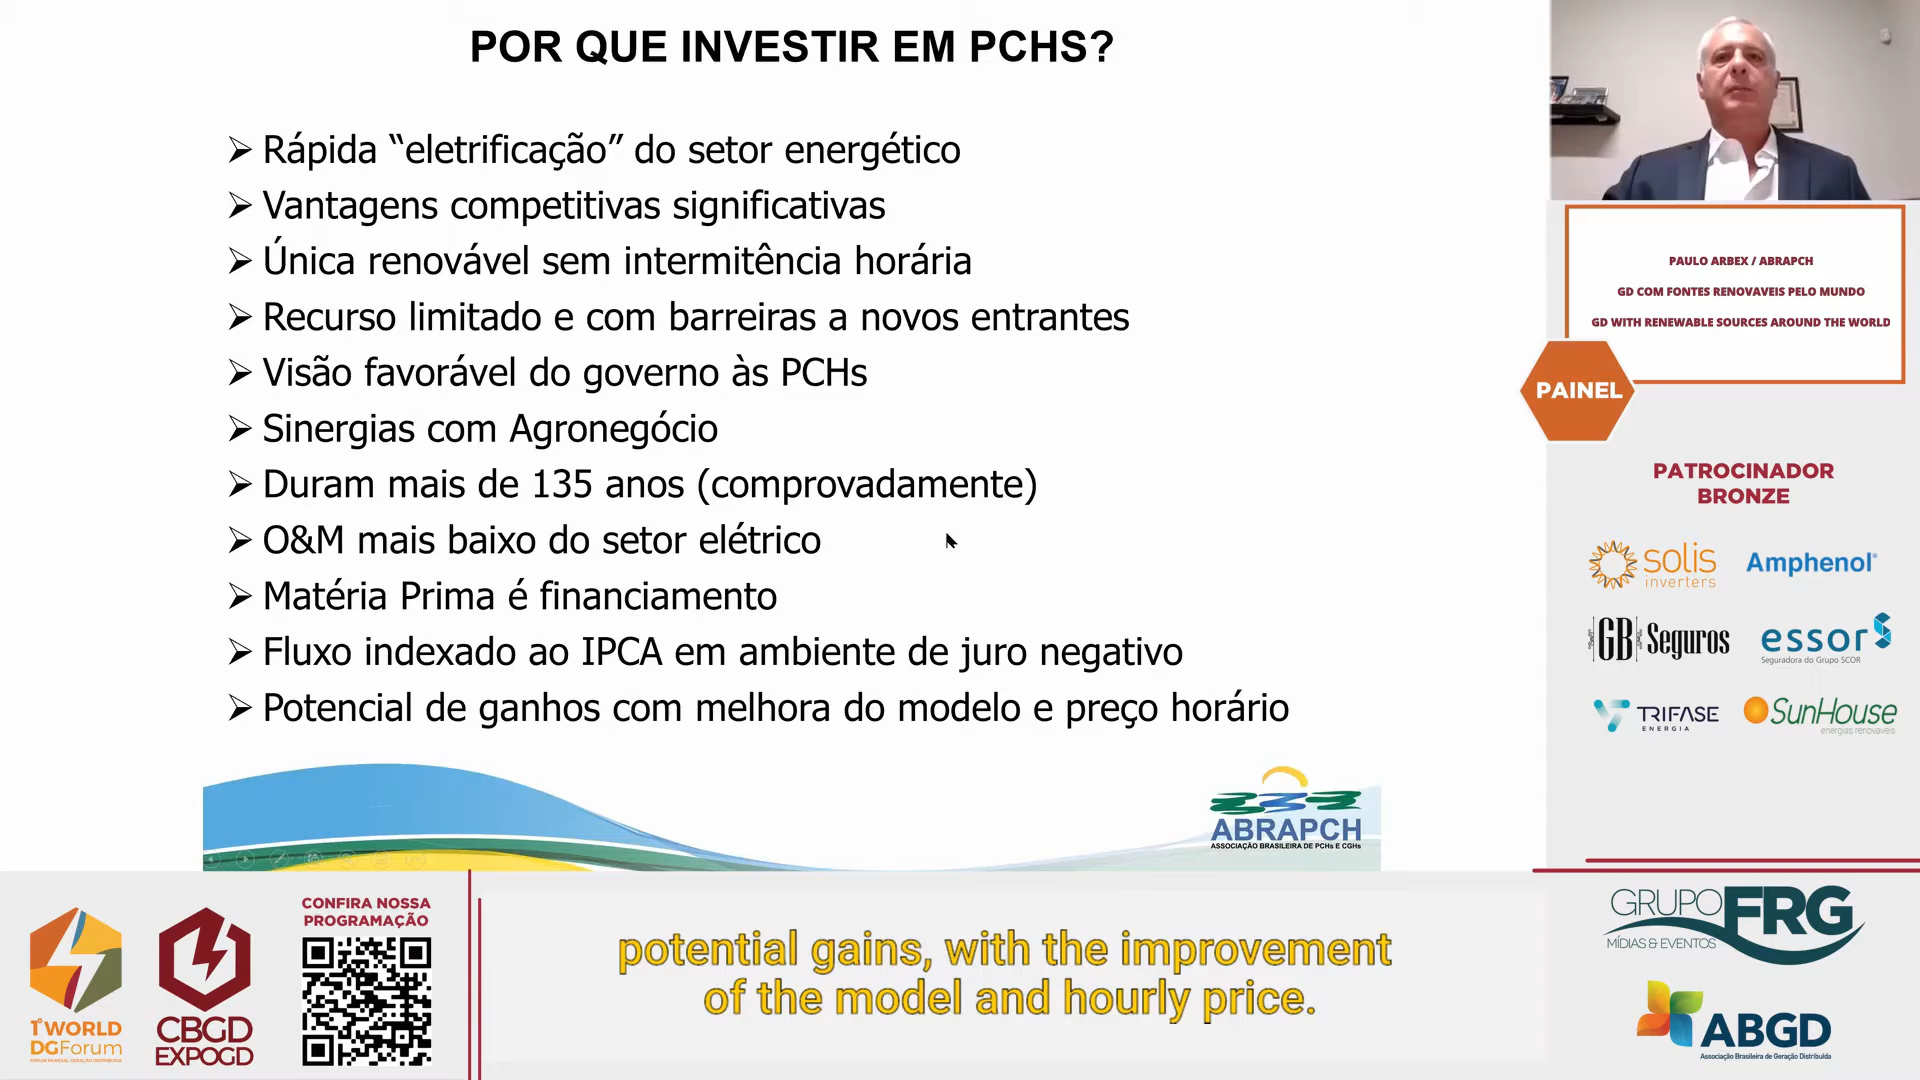 POR QUE INVESTIR EM PCHS?
Rápida “eletrificação” do setor energético
Vantagens competitivas significativas
Única renovável sem intermitência horária
Recurso limitado e com barreiras a novos entrantes
Visão favorável do governo às PCHs
Sinergias com Agronegócio
Duram mais de 135 anos (comprovadamente)
O&M mais baixo do setor elétrico
Matéria Prima é financiamento
Fluxo indexado ao IPCA em ambiente de juro negativo
Potencial de ganhos com melhora do modelo e preço horário
ABRAPCH
ASSOCIAÇÃO BRASILEIRA DE PCHs E CGHs
PAULO ARBEX / ABRAPCH
GD COM FONTES RENOVAVEIS PELO MUNDO
GD WITH RENEWABLE SOURCES AROUND THE WORLD
PAINEL
PATROCINADOR
BRONZE
solis
inverters
Amphenol®
GB Seguros
essor
Seguradora do Grupo SCOR
TRIFASE
ENERGIA
SunHouse
energias renováveis
1º WORLD
DGForum
FORUM MUNDIAL GERAÇÃO DISTRIBUÍDA
CBGD
EXPOGD
CONFIRA NOSSA
PROGRAMAÇÃO
potential gains, with the improvement
of the model and hourly price.
GRUPO FRG
MÍDIAS & EVENTOS
ABGD
Associação Brasileira de Geração Distribuída